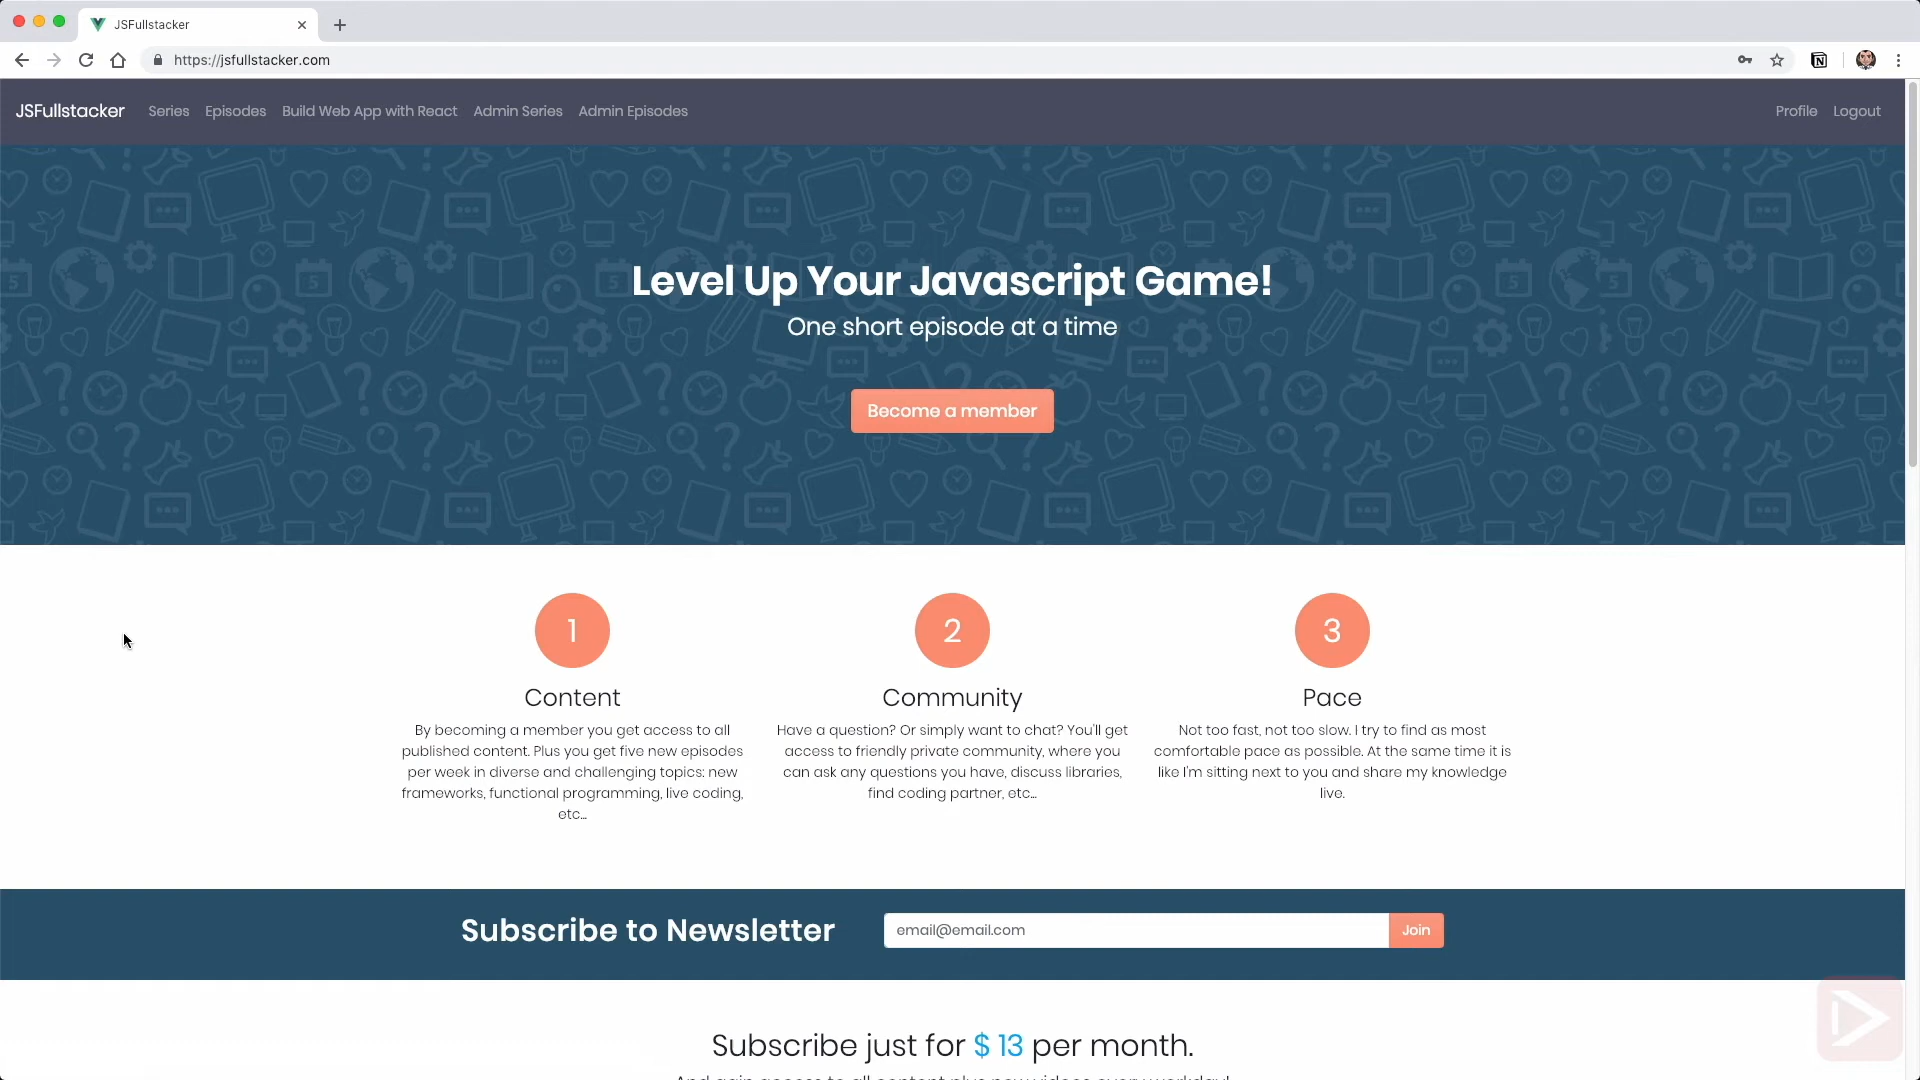 JSFullstacker
https://jsfullstacker.com
JSFullstacker Series Episodes Build Web App with React Admin Series Admin Episodes Profile Logout
Level Up Your Javascript Game!
One short episode at a time
Become a member
1
Content
By becoming a member you get access to all
published content. Plus you get five new episodes
per week in diverse and challenging topics: new
frameworks, functional programming, live coding,
etc...
2
Community
Have a question? Or simply want to chat? You'll get
access to friendly private community, where you
can ask any questions you have, discuss libraries,
find coding partner, etc...
3
Pace
Not too fast, not too slow. I try to find as most
comfortable pace as possible. At the same time it is
like I'm sitting next to you and share my knowledge
live.
Subscribe to Newsletter
email@email.com
Join
Subscribe just for $ 13 per month.